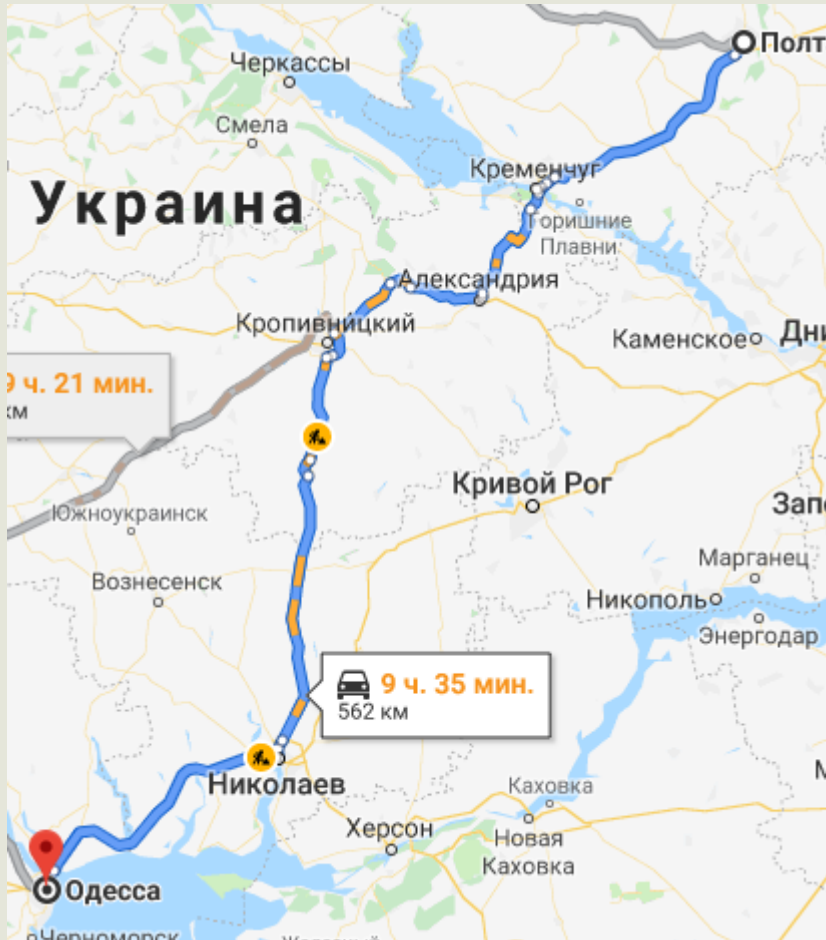 Полт
Черкассы
Смела
Кременчуг
Украина
Горишние
Плавни
Александрия
Кропивницкий
Каменское
Дни
9 ч. 21 мин.
км
Кривой Рог
Южноукраинск
Запо
Марганец
Вознесенск
Никополь
Энергодар
9 ч. 35 мин.
562 км
Николаев
Каховка
Херсон
Новая
Каховка
Одесса
Черноморск